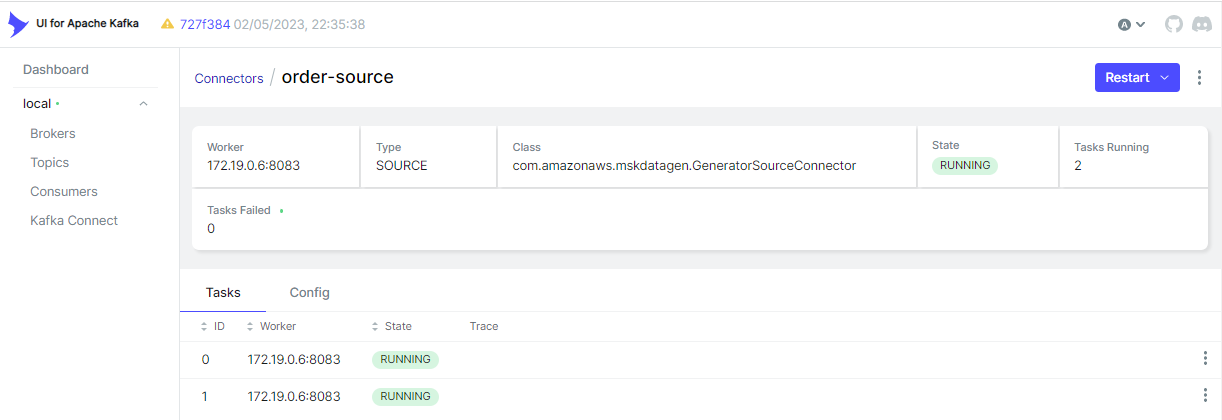 UI for Apache Kafka
727f384 02/05/2023, 22:35:38
A
Dashboard
local
Brokers
Topics
Consumers
Kafka Connect
Connectors / order-source
Restart
Worker
172.19.0.6:8083
Type
SOURCE
Class
com.amazonaws.mskdatagen.GeneratorSourceConnector
State
RUNNING
Tasks Running
2
Tasks Failed
0
Tasks Config
ID Worker State Trace
0 172.19.0.6:8083 RUNNING
1 172.19.0.6:8083 RUNNING